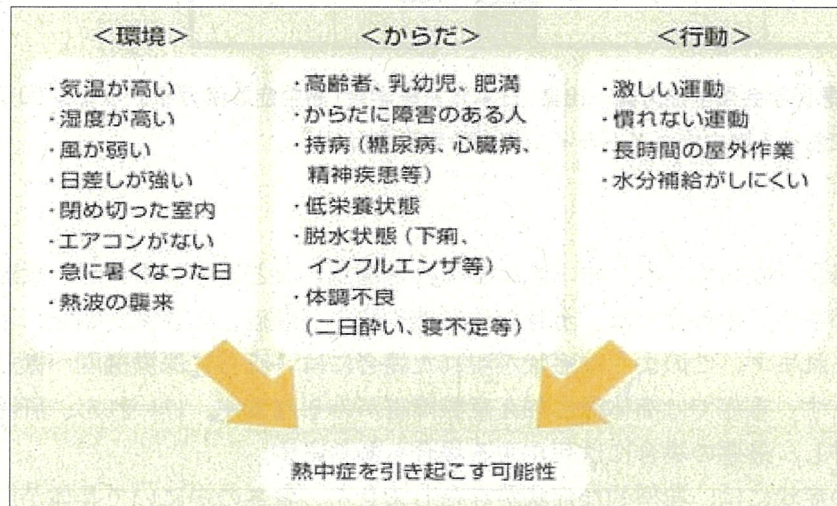 ＜環境＞
・気温が高い
・湿度が高い
・風が弱い
・日差しが強い
・閉め切った室内
・エアコンがない
・急に暑くなった日
・熱波の襲来
＜からだ＞
・高齢者、乳幼児、肥満
・からだに障害のある人
・持病（糖尿病、心臓病、
精神疾患等）
・低栄養状態
・脱水状態（下痢、
インフルエンザ等）
・体調不良
（二日酔い、寝不足等）
＜行動＞
・激しい運動
・慣れない運動
・長時間の屋外作業
・水分補給がしにくい
熱中症を引き起こす可能性